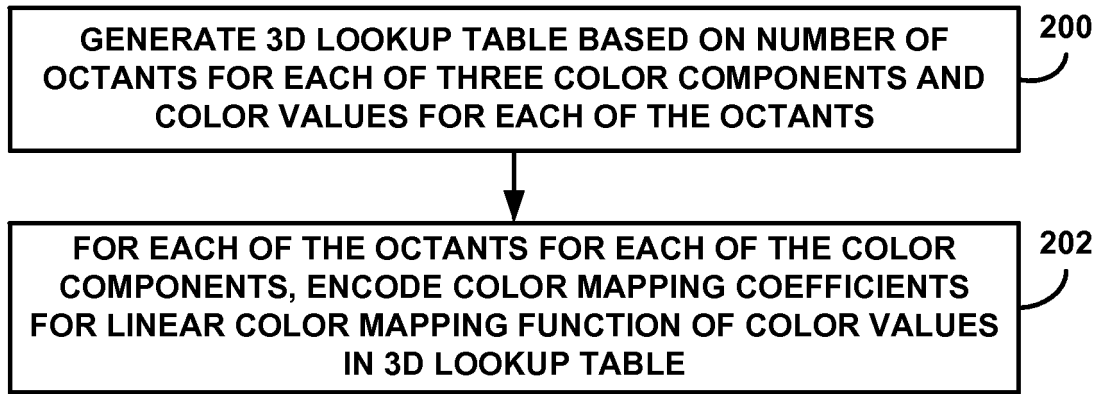 GENERATE 3D LOOKUP TABLE BASED ON NUMBER OF
OCTANTS FOR EACH OF THREE COLOR COMPONENTS AND
COLOR VALUES FOR EACH OF THE OCTANTS
200
FOR EACH OF THE OCTANTS FOR EACH OF THE COLOR
COMPONENTS, ENCODE COLOR MAPPING COEFFICIENTS
FOR LINEAR COLOR MAPPING FUNCTION OF COLOR VALUES
IN 3D LOOKUP TABLE
202